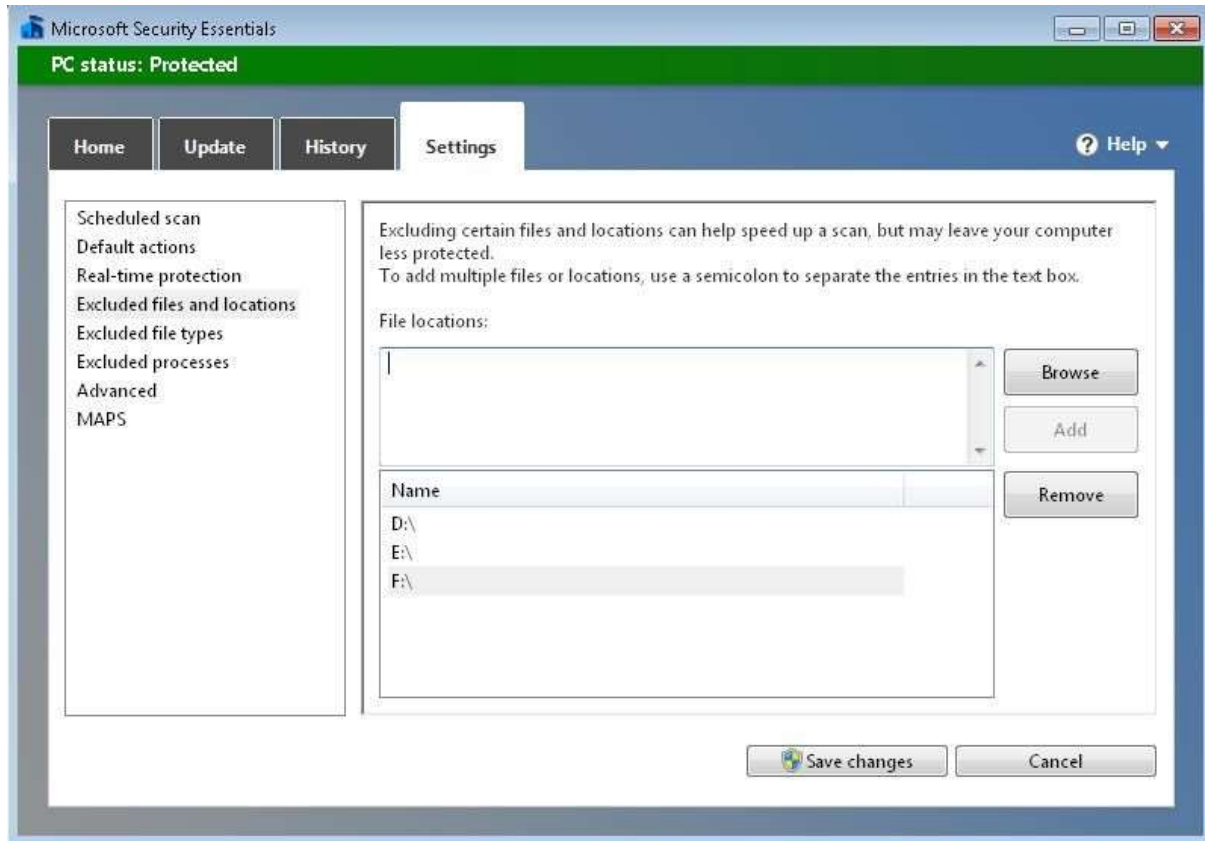 Microsoft Security Essentials
PC status: Protected
Home
Update
History
Settings
Help
Scheduled scan
Default actions
Real-time protection
Excluded files and locations
Excluded file types
Excluded processes
Advanced
MAPS
Excluding certain files and locations can help speed up a scan, but may leave your computer
less protected.
To add multiple files or locations, use a semicolon to separate the entries in the text box.
File locations:
Browse
Add
Name
Remove
D:\
E:\
F:\
Save changes
Cancel